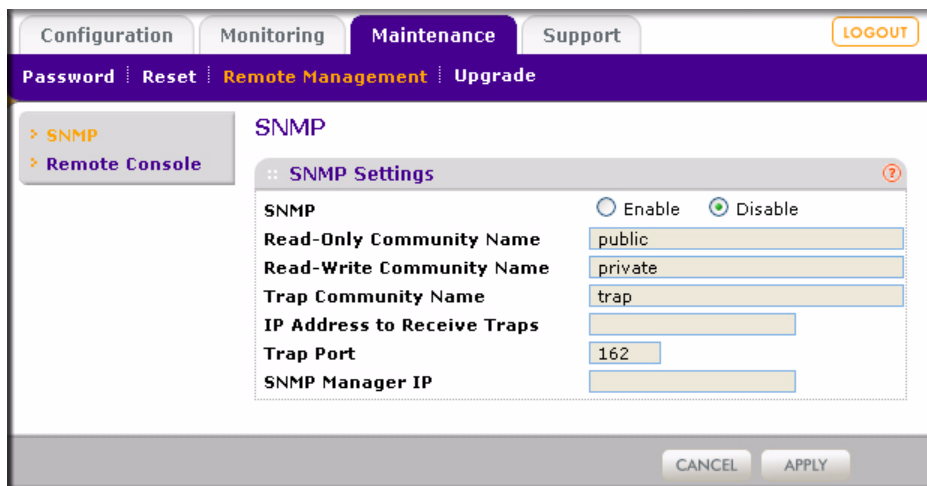 Configuration Monitoring Maintenance Support LOGOUT
Password Reset Remote Management Upgrade
SNMP
Remote Console
SNMP
SNMP Settings ?
SNMP Enable Disable
Read-Only Community Name public
Read-Write Community Name private
Trap Community Name trap
IP Address to Receive Traps
Trap Port 162
SNMP Manager IP
CANCEL APPLY